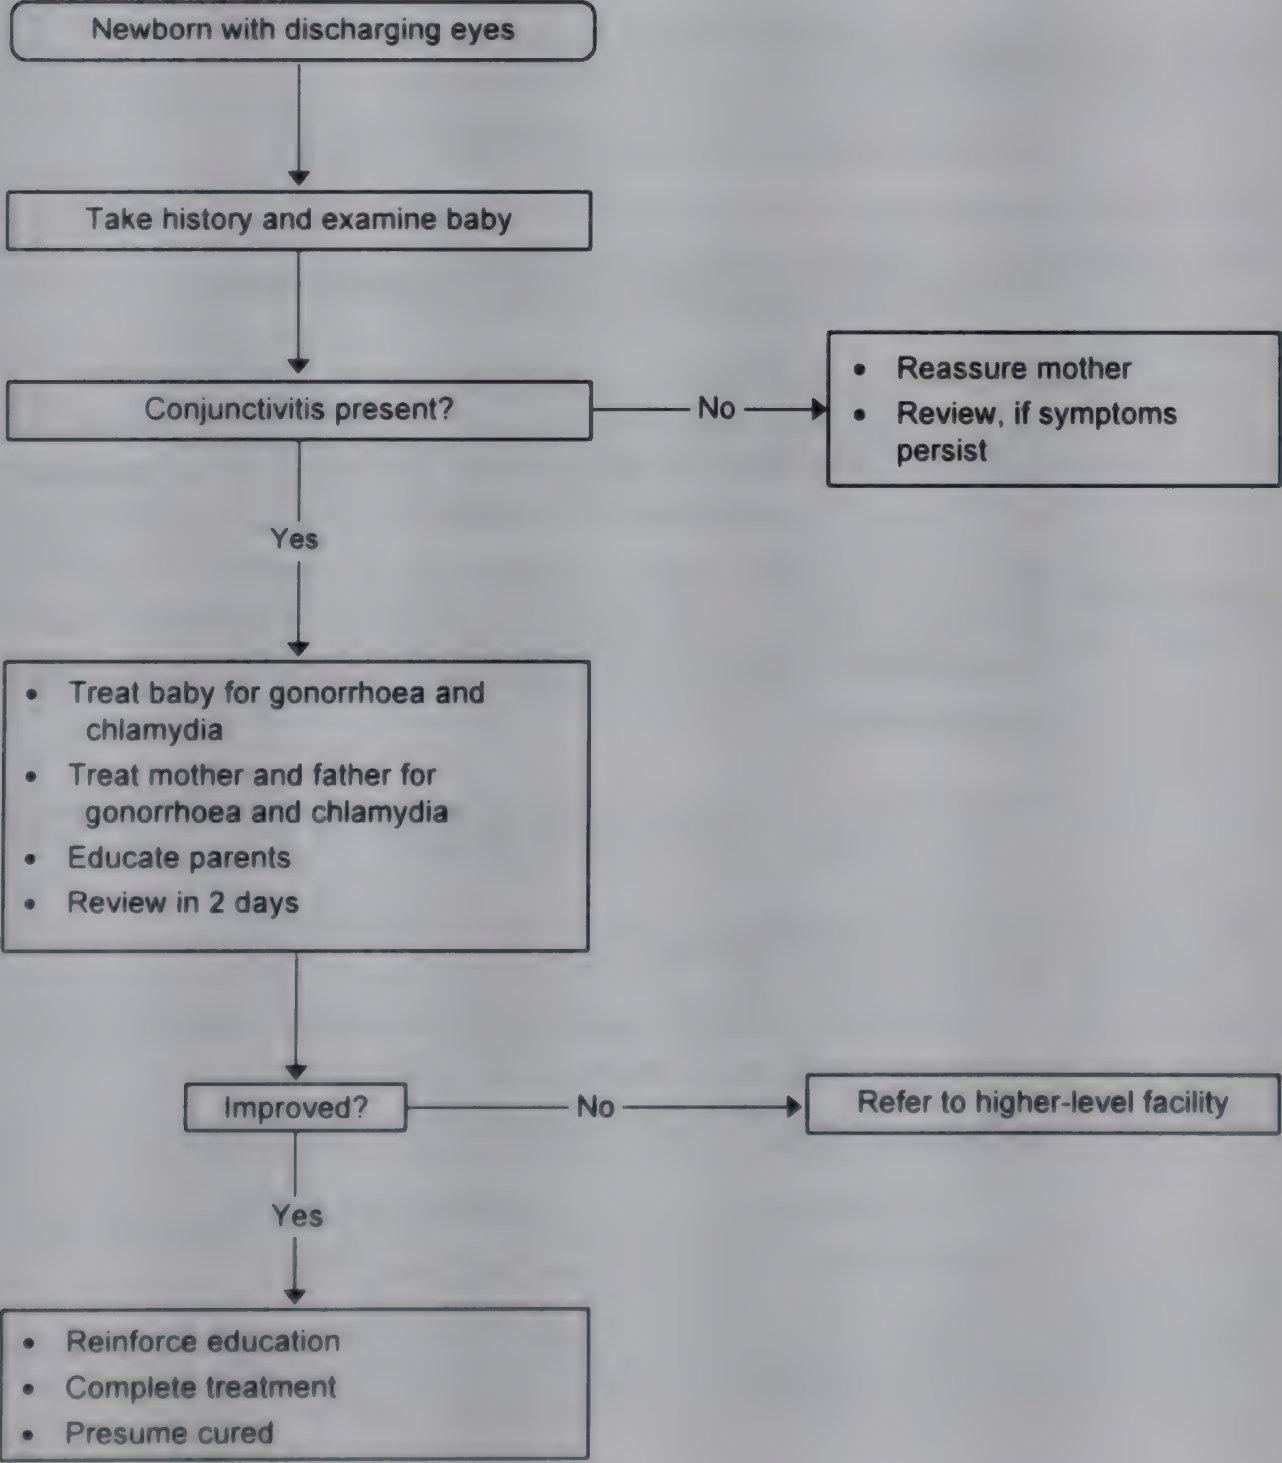 Newborn with discharging eyes
Take history and examine baby
Conjunctivitis present?
No
• Reassure mother
• Review, if symptoms
persist
Yes
• Treat baby for gonorrhoea and
chlamydia
• Treat mother and father for
gonorrhoea and chlamydia
• Educate parents
• Review in 2 days
Improved?
No
Refer to higher-level facility
Yes
• Reinforce education
• Complete treatment
• Presume cured